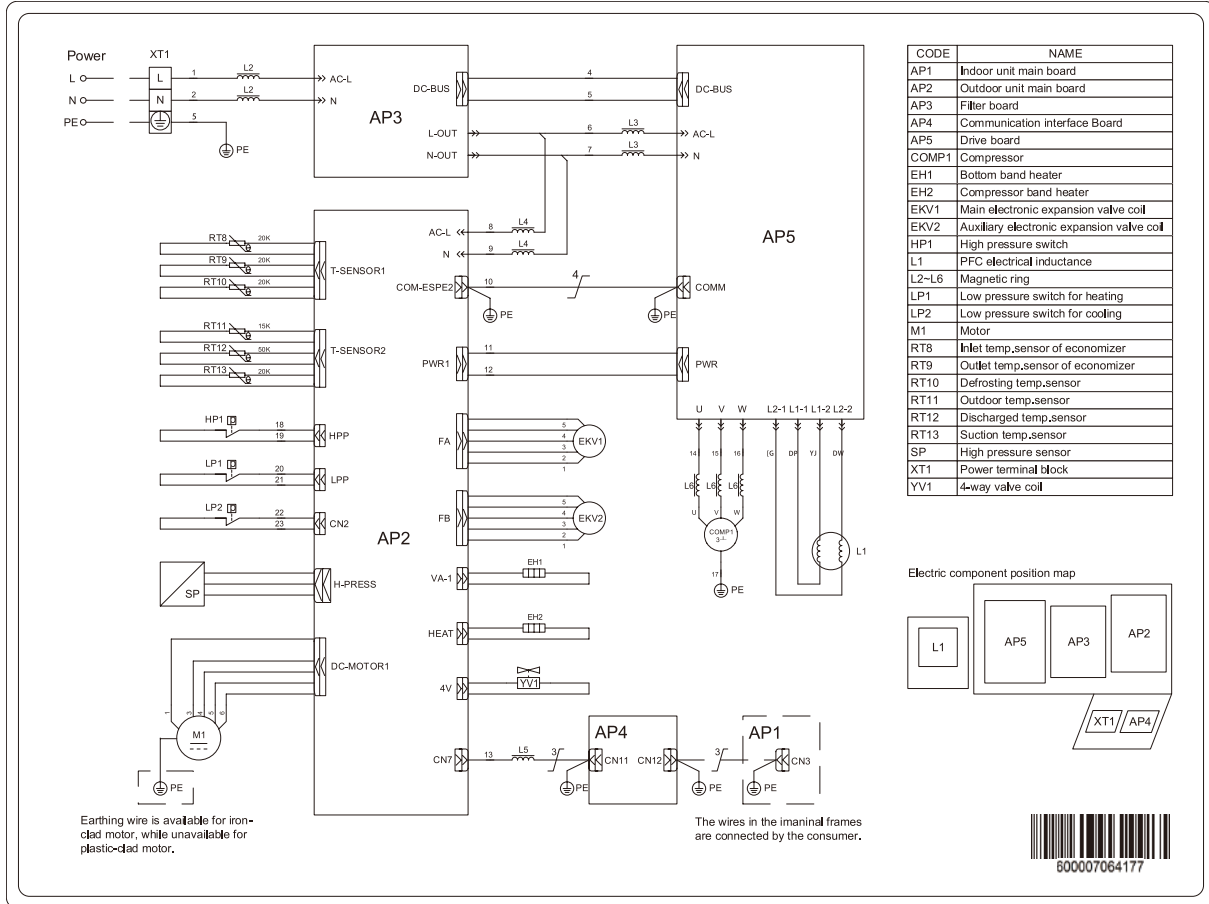 Power
XT1
L
L
1
L2
AC-L
N
N
2
L2
N
PE
5
PE
AP3
DC-BUS
L-OUT
N-OUT
4
5
6
L3
7
L3
DC-BUS
AC-L
N
AP5
AC-L
8
L4
N
9
L4
COM-ESPE2
10
4
COMM
PE
PE
PWR1
11
12
PWR
RT8
20K
RT9
20K
RT10
20K
T-SENSOR1
RT11
15K
RT12
50K
RT13
20K
T-SENSOR2
HP1
18
19
HPP
LP1
20
21
LPP
LP2
22
23
CN2
SP
H-PRESS
DC-MOTOR1
1
3
4
5
6
M1
PE
Earthing wire is available for iron-
clad motor, while unavailable for
plastic-clad motor.
AP2
FA
5
4
3
2
1
EKV1
FB
5
4
3
2
1
EKV2
VA-1
EH1
HEAT
EH2
4V
YV1
CN7
13
L5
3
AP4
CN11
CN12
PE
PE
3
AP1
CN3
PE
The wires in the imaninal frames
are connected by the consumer.
U V W L2-1 L1-1 L1-2 L2-2
14 15 16 [G DP YJ DW
L6 L6 L6
U V W
COMP1
3~
17
PE
L1
CODE NAME
AP1 Indoor unit main board
AP2 Outdoor unit main board
AP3 Filter board
AP4 Communication interface Board
AP5 Drive board
COMP1 Compressor
EH1 Bottom band heater
EH2 Compressor band heater
EKV1 Main electronic expansion valve coil
EKV2 Auxiliary electronic expansion valve coil
HP1 High pressure switch
L1 PFC electrical inductance
L2~L6 Magnetic ring
LP1 Low pressure switch for heating
LP2 Low pressure switch for cooling
M1 Motor
RT8 Inlet temp.sensor of economizer
RT9 Outlet temp.sensor of economizer
RT10 Defrosting temp.sensor
RT11 Outdoor temp.sensor
RT12 Discharged temp.sensor
RT13 Suction temp.sensor
SP High pressure sensor
XT1 Power terminal block
YV1 4-way valve coil
Electric component position map
L1
AP5
AP3
AP2
XT1
AP4
600007064177